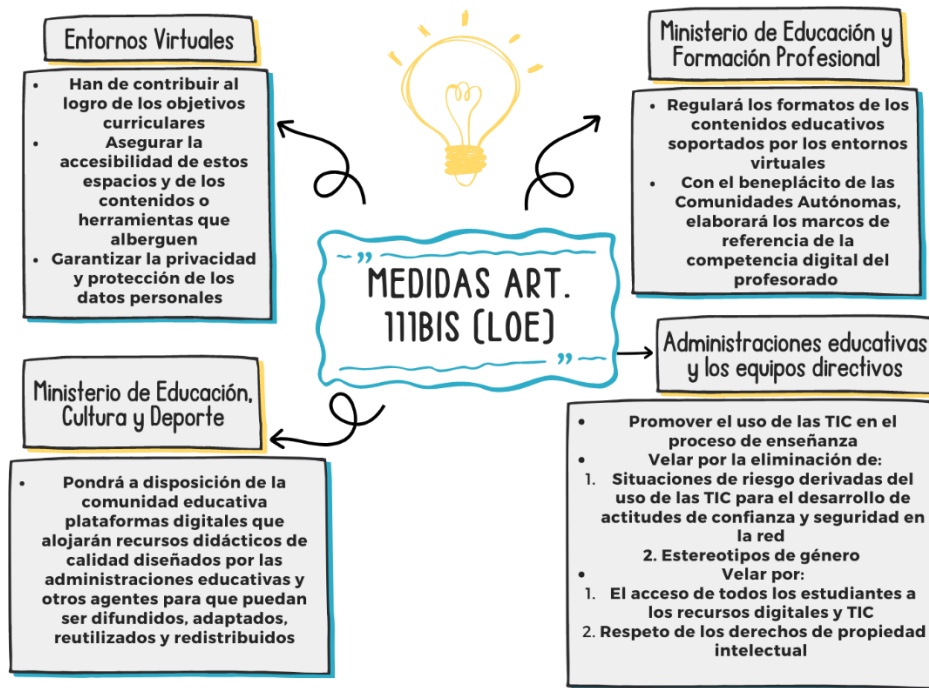 Entornos Virtuales
• Han de contribuir al
logro de los objetivos
curriculares
• Asegurar la
accesibilidad de estos
espacios y de los
contenidos o
herramientas que
alberguen
• Garantizar la privacidad
y protección de los
datos personales
Ministerio de Educación y
Formación Profesional
• Regulará los formatos de los
contenidos educativos
soportados por los entornos
virtuales
• Con el beneplácito de las
Comunidades Autónomas,
elaborará los marcos de
referencia de la
competencia digital del
profesorado
MEDIDAS ART.
111BIS (LOE)
Ministerio de Educación,
Cultura y Deporte
• Pondrá a disposición de la
comunidad educativa
plataformas digitales que
alojarán recursos didácticos de
calidad diseñados por las
administraciones educativas y
otros agentes para que puedan
ser difundidos, adaptados,
reutilizados y redistribuidos
Administraciones educativas
y los equipos directivos
• Promover el uso de las TIC en el
proceso de enseñanza
• Velar por la eliminación de:
1. Situaciones de riesgo derivadas del
uso de las TIC para el desarrollo de
actitudes de confianza y seguridad en
la red
2. Estereotipos de género
• Velar por:
1. El acceso de todos los estudiantes a
los recursos digitales y TIC
2. Respeto de los derechos de propiedad
intelectual